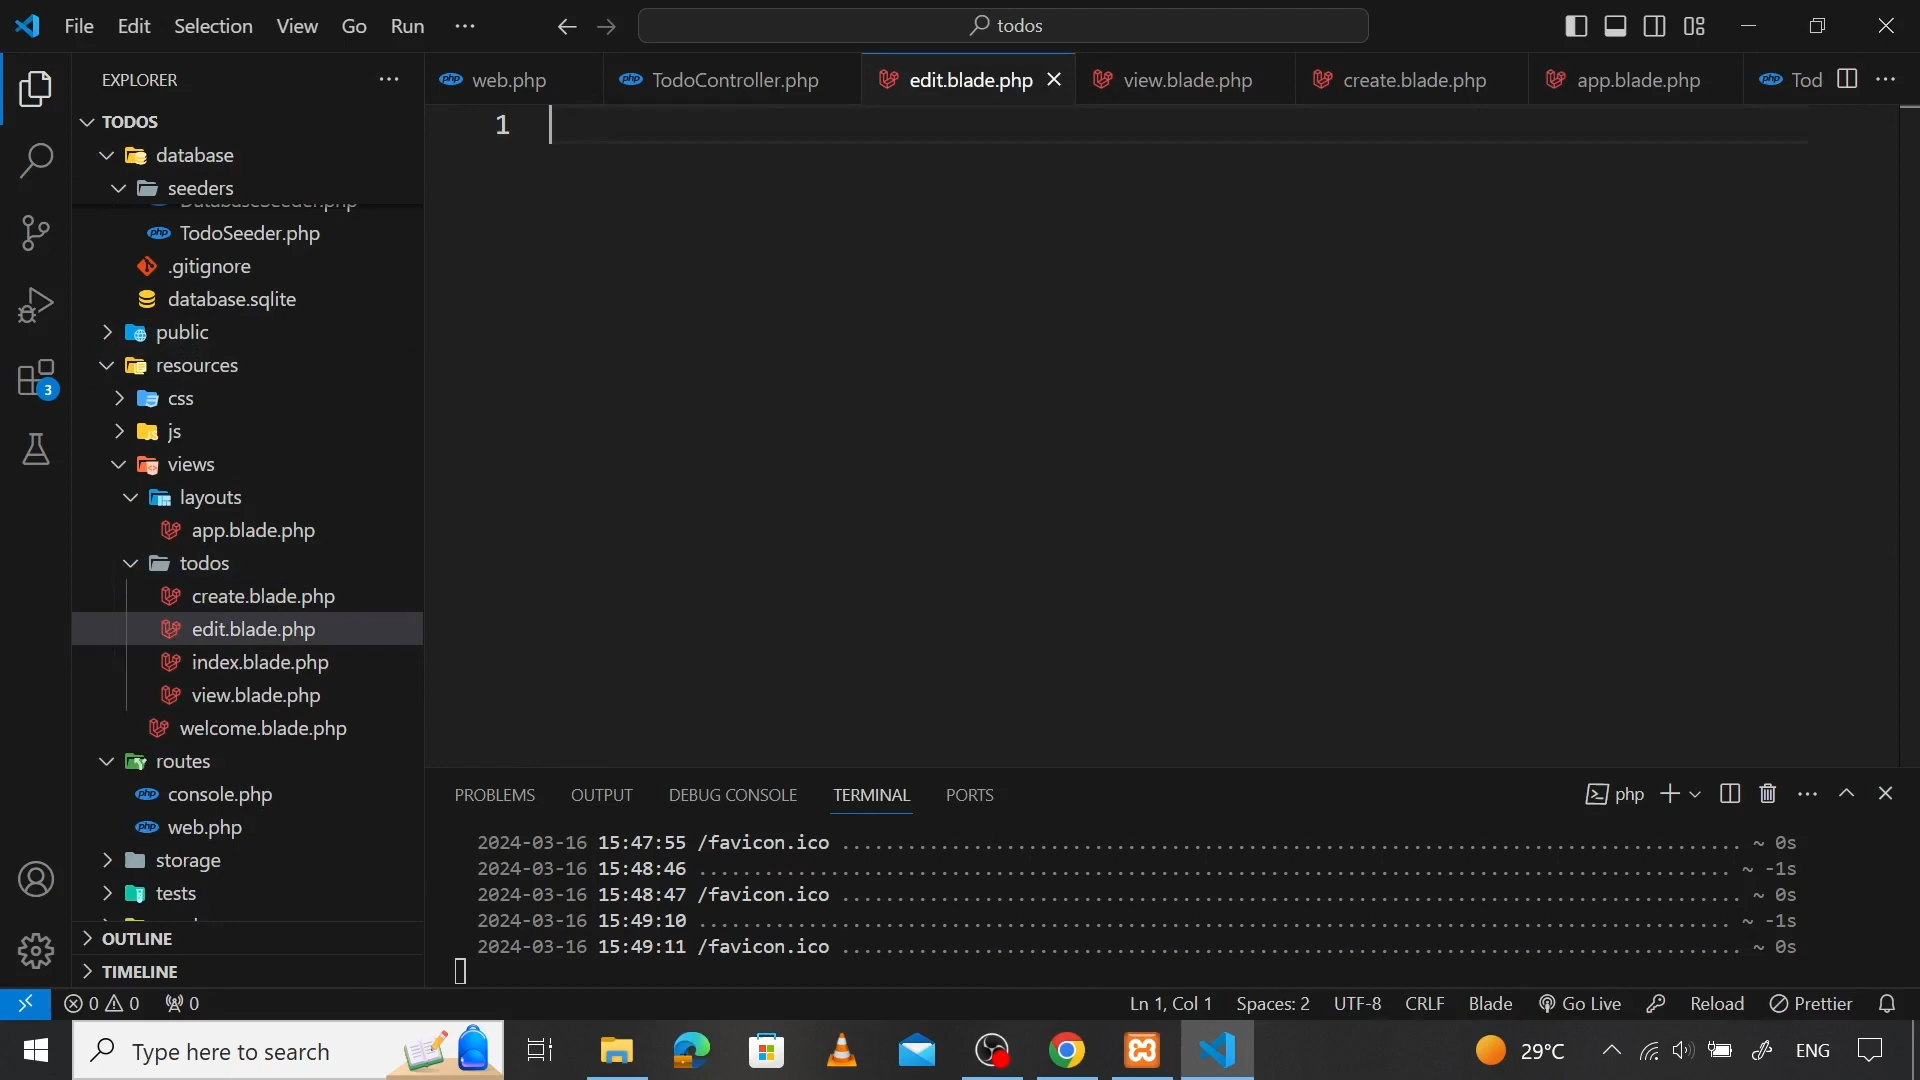 File Edit Selection View Go Run ··· todos
EXPLORER ···
web.php TodoController.php edit.blade.php view.blade.php create.blade.php app.blade.php Tod ···
TODOS
database
seeders
DatabaseSeeder.php
TodoSeeder.php
.gitignore
database.sqlite
public
resources
css
js
views
layouts
app.blade.php
todos
create.blade.php
edit.blade.php
index.blade.php
view.blade.php
welcome.blade.php
routes
console.php
web.php
storage
tests
OUTLINE
TIMELINE
3
1
PROBLEMS OUTPUT DEBUG CONSOLE TERMINAL PORTS php
2024-03-16 15:47:55 /favicon.ico ~ 0s
2024-03-16 15:48:46 ~ -1s
2024-03-16 15:48:47 /favicon.ico ~ 0s
2024-03-16 15:49:10 ~ -1s
2024-03-16 15:49:11 /favicon.ico ~ 0s
0 0 0 Ln 1, Col 1 Spaces: 2 UTF-8 CRLF Blade Go Live Reload Prettier
Type here to search 29°C ENG